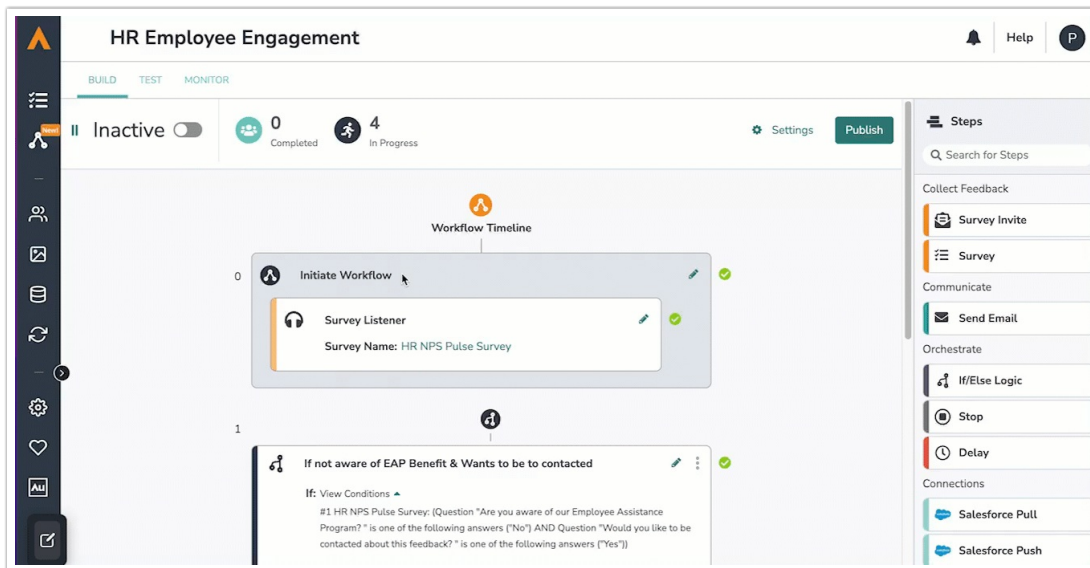 HR Employee Engagement
Help
P
BUILD
TEST
MONITOR
New!
Inactive
0
Completed
4
In Progress
Settings
Publish
Workflow Timeline
0
Initiate Workflow
Survey Listener
Survey Name: HR NPS Pulse Survey
1
If not aware of EAP Benefit & Wants to be to contacted
If: View Conditions
#1 HR NPS Pulse Survey: (Question "Are you aware of our Employee Assistance
Program? " is one of the following answers ("No") AND Question "Would you like to be
contacted about this feedback? " is one of the following answers ("Yes"))
Steps
Search for Steps
Collect Feedback
Survey Invite
Survey
Communicate
Send Email
Orchestrate
If/Else Logic
Stop
Delay
Connections
Salesforce Pull
Salesforce Push
Au